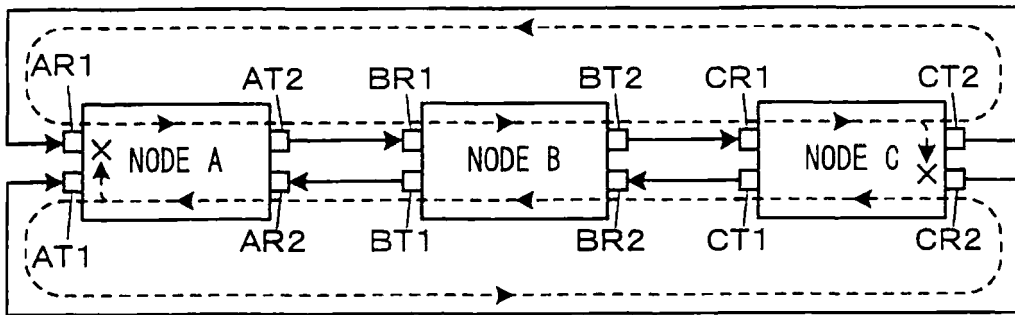 AR1 AT2 BR1 BT2 CR1 CT2
NODE A NODE B NODE C
AT1 AR2 BT1 BR2 CT1 CR2